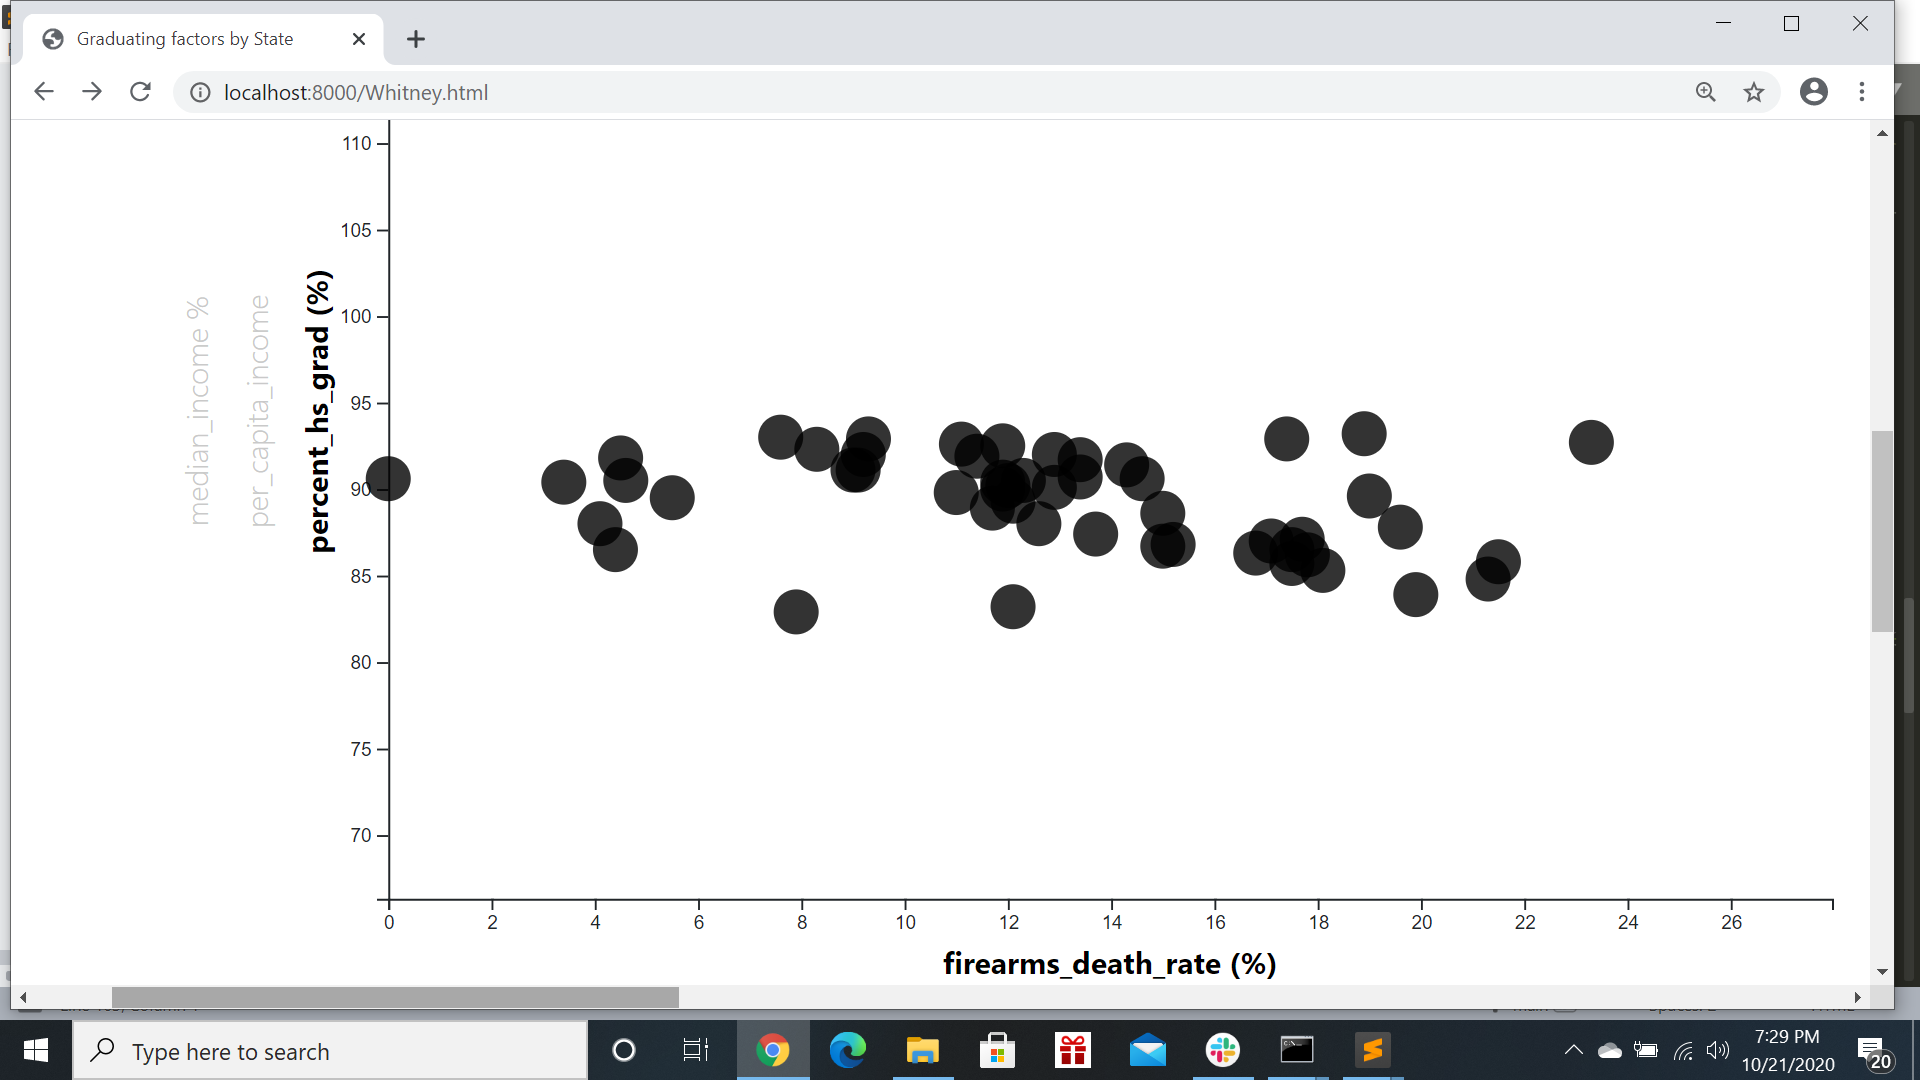 Graduating factors by State
localhost:8000/Whitney.html
110
105
100
95
90
85
80
75
70
median_income %
per_capita_income
percent_hs_grad (%)
0 2 4 6 8 10 12 14 16 18 20 22 24 26
firearms_death_rate (%)
Type here to search
7:29 PM
10/21/2020
20